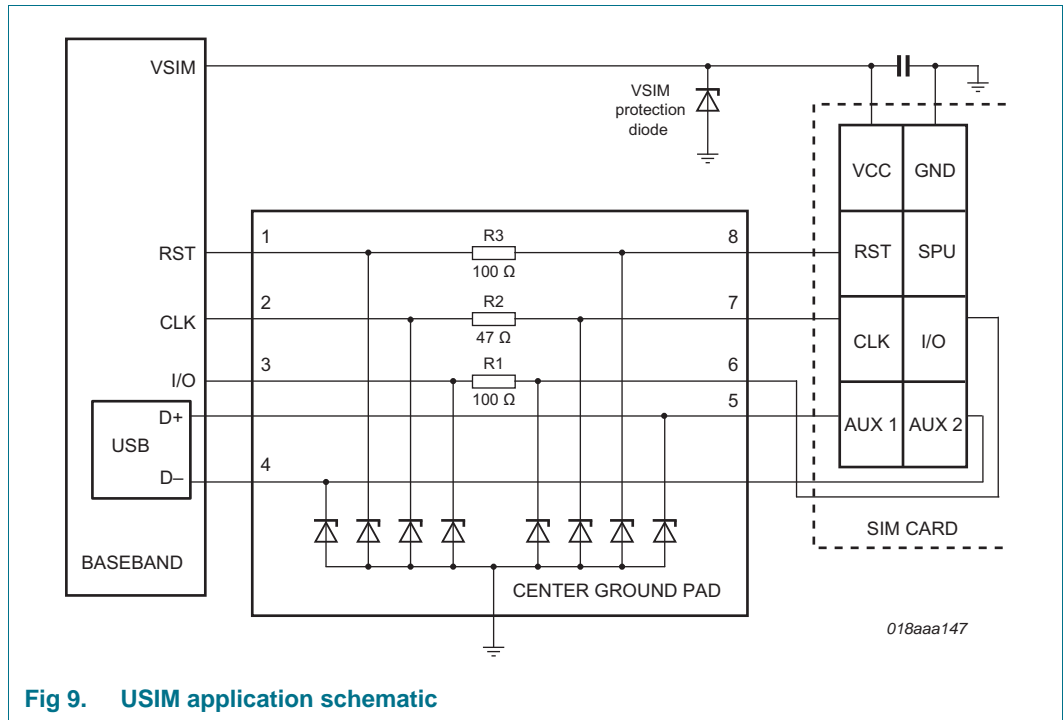 VSIM
VSIM
protection
diode
VCC GND
RST SPU
CLK I/O
AUX 1 AUX 2
SIM CARD
RST
CLK
I/O
D+
USB
D–
BASEBAND
1
R3
100 Ω
8
2
R2
47 Ω
7
3
R1
100 Ω
6
5
4
CENTER GROUND PAD
018aaa147
Fig 9. USIM application schematic